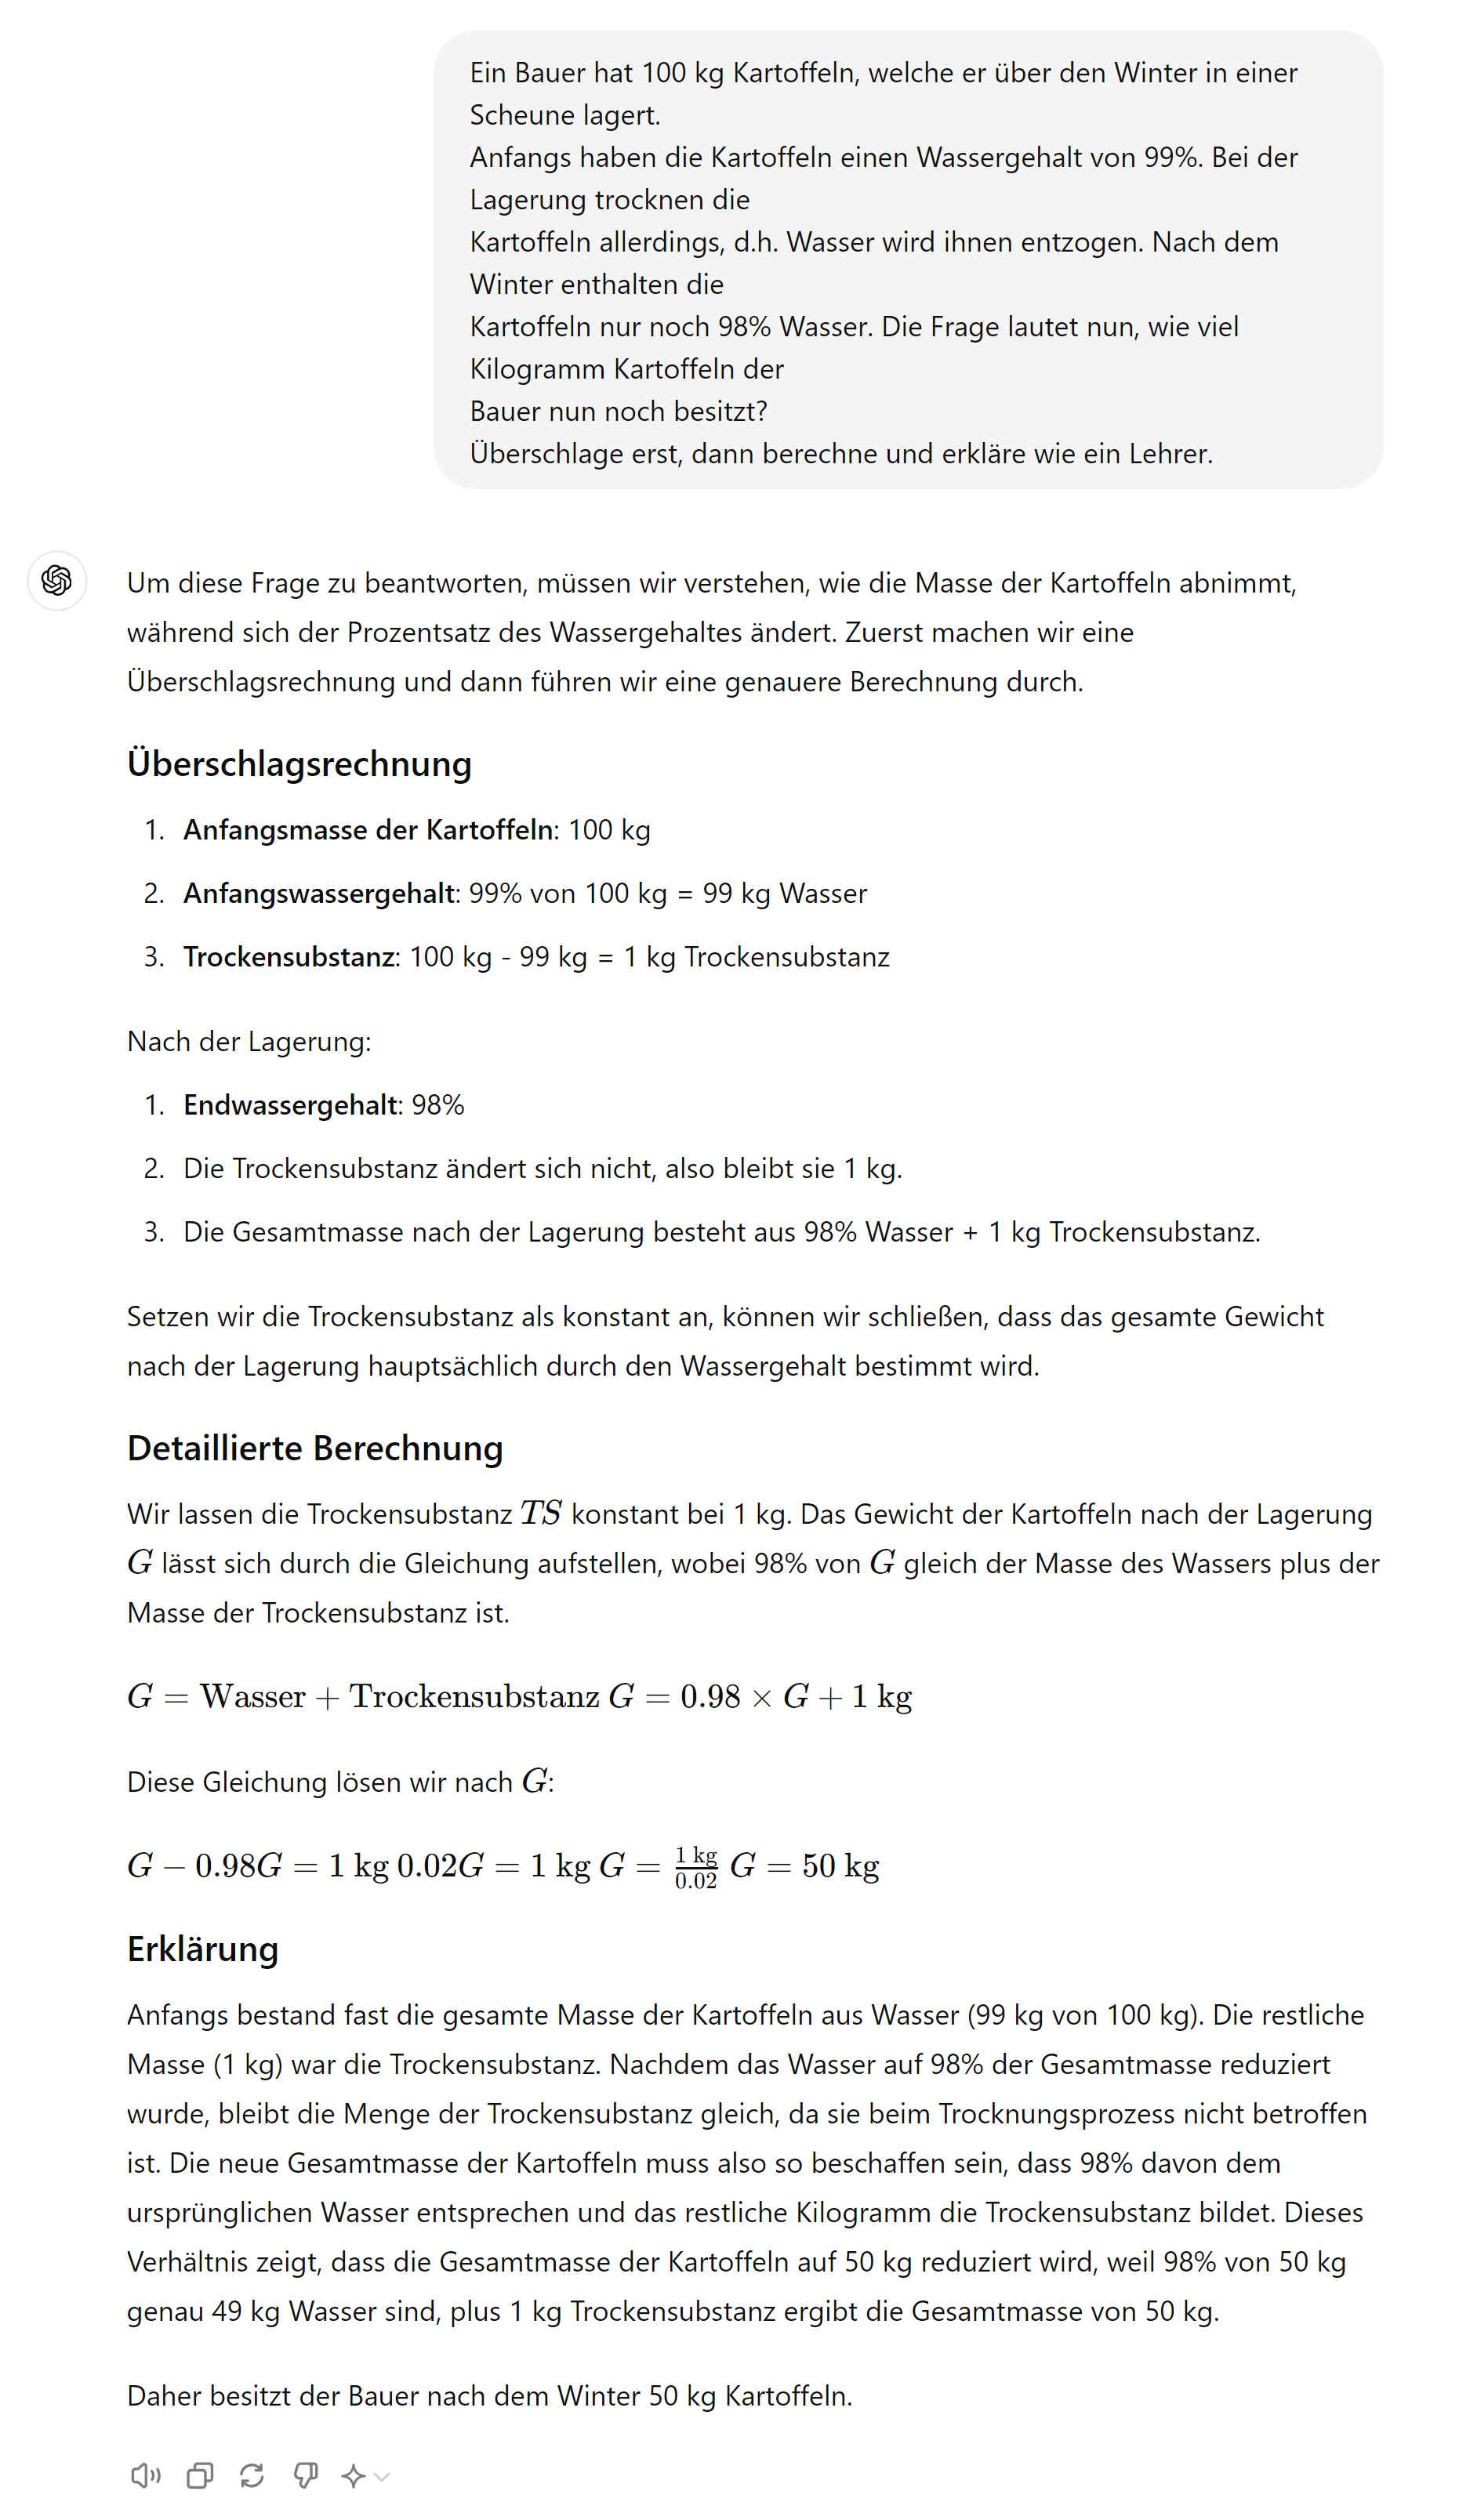 Ein Bauer hat 100 kg Kartoffeln, welche er über den Winter in einer
Scheune lagert.
Anfangs haben die Kartoffeln einen Wassergehalt von 99%. Bei der
Lagerung trocknen die
Kartoffeln allerdings, d.h. Wasser wird ihnen entzogen. Nach dem
Winter enthalten die
Kartoffeln nur noch 98% Wasser. Die Frage lautet nun, wie viel
Kilogramm Kartoffeln der
Bauer nun noch besitzt?
Überschlage erst, dann berechne und erkläre wie ein Lehrer.
Um diese Frage zu beantworten, müssen wir verstehen, wie die Masse der Kartoffeln abnimmt,
während sich der Prozentsatz des Wassergehaltes ändert. Zuerst machen wir eine
Überschlagsrechnung und dann führen wir eine genauere Berechnung durch.
Überschlagsrechnung
1. Anfangsmasse der Kartoffeln: 100 kg
2. Anfangswassergehalt: 99% von 100 kg = 99 kg Wasser
3. Trockensubstanz: 100 kg - 99 kg = 1 kg Trockensubstanz
Nach der Lagerung:
1. Endwassergehalt: 98%
2. Die Trockensubstanz ändert sich nicht, also bleibt sie 1 kg.
3. Die Gesamtmasse nach der Lagerung besteht aus 98% Wasser + 1 kg Trockensubstanz.
Setzen wir die Trockensubstanz als konstant an, können wir schließen, dass das gesamte Gewicht
nach der Lagerung hauptsächlich durch den Wassergehalt bestimmt wird.
Detaillierte Berechnung
Wir lassen die Trockensubstanz TS konstant bei 1 kg. Das Gewicht der Kartoffeln nach der Lagerung
G lässt sich durch die Gleichung aufstellen, wobei 98% von G gleich der Masse des Wassers plus der
Masse der Trockensubstanz ist.
G = Wasser + Trockensubstanz G = 0.98 × G + 1 kg
Diese Gleichung lösen wir nach G:
G − 0.98G = 1 kg 0.02G = 1 kg G = 1 kg/0.02 G = 50 kg
Erklärung
Anfangs bestand fast die gesamte Masse der Kartoffeln aus Wasser (99 kg von 100 kg). Die restliche
Masse (1 kg) war die Trockensubstanz. Nachdem das Wasser auf 98% der Gesamtmasse reduziert
wurde, bleibt die Menge der Trockensubstanz gleich, da sie beim Trocknungsprozess nicht betroffen
ist. Die neue Gesamtmasse der Kartoffeln muss also so beschaffen sein, dass 98% davon dem
ursprünglichen Wasser entsprechen und das restliche Kilogramm die Trockensubstanz bildet. Dieses
Verhältnis zeigt, dass die Gesamtmasse der Kartoffeln auf 50 kg reduziert wird, weil 98% von 50 kg
genau 49 kg Wasser sind, plus 1 kg Trockensubstanz ergibt die Gesamtmasse von 50 kg.
Daher besitzt der Bauer nach dem Winter 50 kg Kartoffeln.